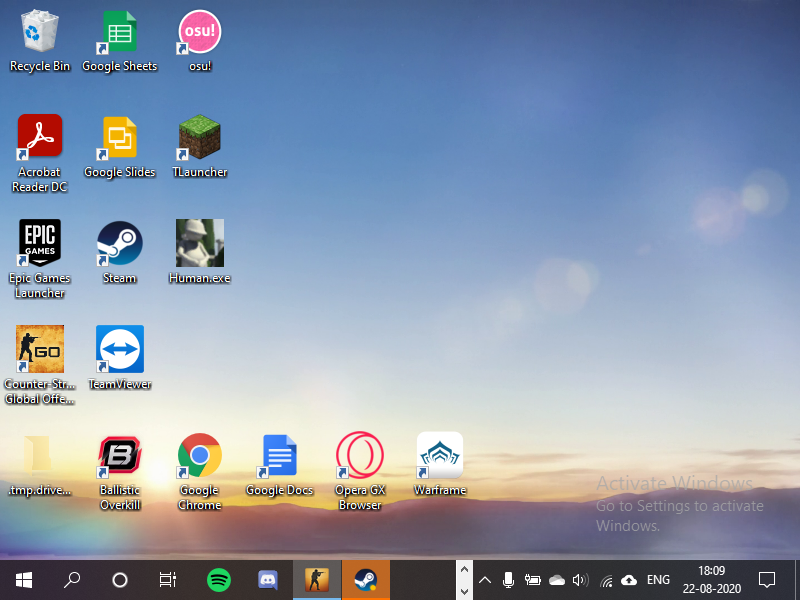 Recycle Bin
Google Sheets
osu!
osu!
Acrobat
Reader DC
Google Slides
TLauncher
EPIC
GAMES
Epic Games
Launcher
Steam
Human.exe
GO
Counter-Str...
Global Offe...
TeamViewer
.tmp.drive...
B
Ballistic
Overkill
Google
Chrome
Google Docs
Opera GX
Browser
Warframe
Activate Windows
Go to Settings to activate
Windows.
ENG
18:09
22-08-2020